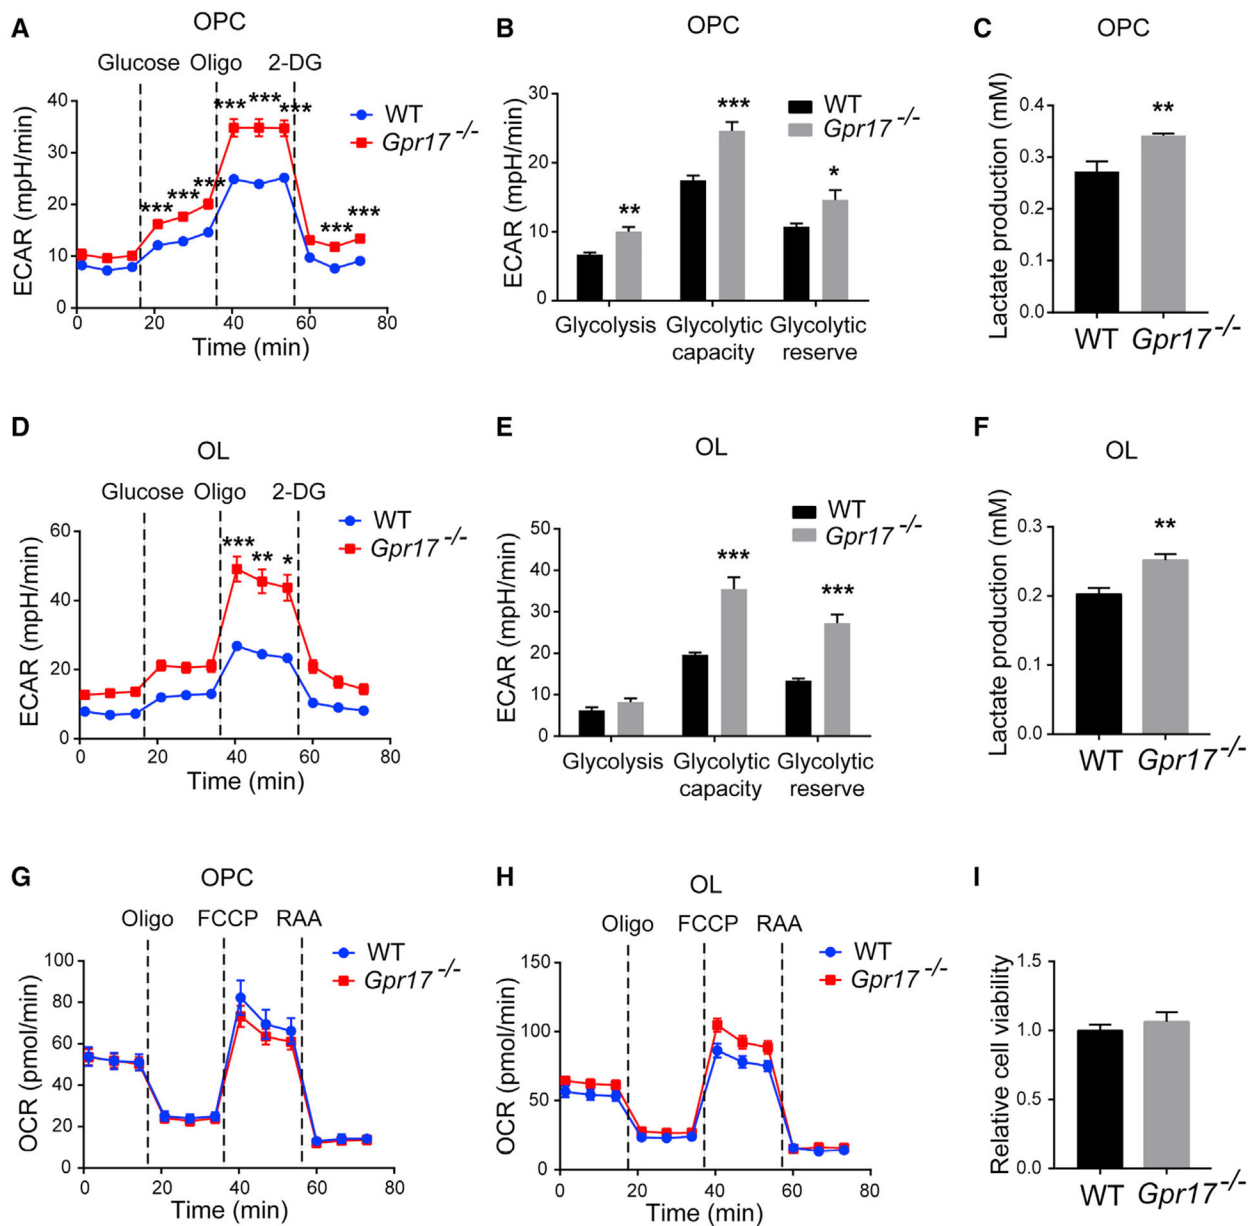 A
OPC
Glucose Oligo 2-DG
WT
Gpr17 -/-
*** *** ***
*** *** ***
*** ***
ECAR (mpH/min)
40
30
20
10
0
0 20 40 60 80
Time (min)
B
OPC
WT
Gpr17 -/-
ECAR (mpH/min)
30
20
10
0
** *** *
Glycolysis Glycolytic Glycolytic
capacity reserve
C
OPC
Lactate production (mM)
0.4
0.3
0.2
0.1
0.0
**
WT Gpr17 -/-
D
OL
Glucose Oligo 2-DG
WT
Gpr17 -/-
*** ** *
ECAR (mpH/min)
60
40
20
0
0 20 40 60 80
Time (min)
E
OL
WT
Gpr17 -/-
ECAR (mpH/min)
50
40
30
20
10
0
*** ***
Glycolysis Glycolytic Glycolytic
capacity reserve
F
OL
Lactate production (mM)
0.3
0.2
0.1
0.0
**
WT Gpr17 -/-
G
OPC
Oligo FCCP RAA
WT
Gpr17 -/-
OCR (pmol/min)
100
80
60
40
20
0
0 20 40 60 80
Time (min)
H
OL
Oligo FCCP RAA
WT
Gpr17 -/-
OCR (pmol/min)
150
100
50
0
0 20 40 60 80
Time (min)
I
Relative cell viability
1.5
1.0
0.5
0.0
WT Gpr17 -/-